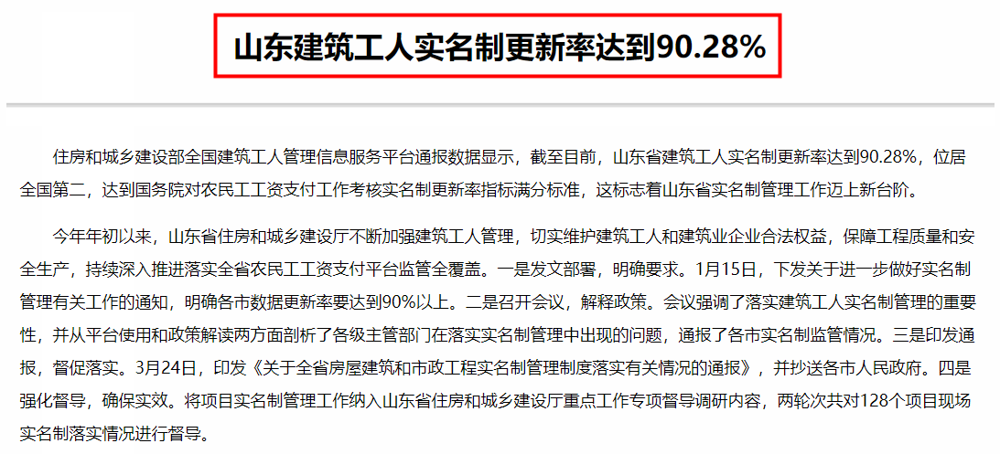 山东建筑工人实名制更新率达到90.28%
住房和城乡建设部全国建筑工人管理信息服务平台通报数据显示，截至目前，山东省建筑工人实名制更新率达到90.28%，位居
全国第二，达到国务院对农民工工资支付工作考核实名制更新率指标满分标准，这标志着山东省实名制管理工作迈上新台阶。
今年年初以来，山东省住房和城乡建设厅不断加强建筑工人管理，切实维护建筑工人和建筑业企业合法权益，保障工程质量和安
全生产，持续深入推进落实全省农民工工资支付平台监管全覆盖。一是发文部署，明确要求。1月15日，下发关于进一步做好实名制
管理有关工作的通知，明确各市数据更新率要达到90%以上。二是召开会议，解释政策。会议强调了落实建筑工人实名制管理的重要
性，并从平台使用和政策解读两方面剖析了各级主管部门在落实实名制管理中出现的问题，通报了各市实名制监管情况。三是印发通
报，督促落实。3月24日，印发《关于全省房屋建筑和市政工程实名制管理制度落实有关情况的通报》，并抄送各市人民政府。四是
强化督导，确保实效。将项目实名制管理工作纳入山东省住房和城乡建设厅重点工作专项督导调研内容，两轮次共对128个项目现场
实名制落实情况进行督导。